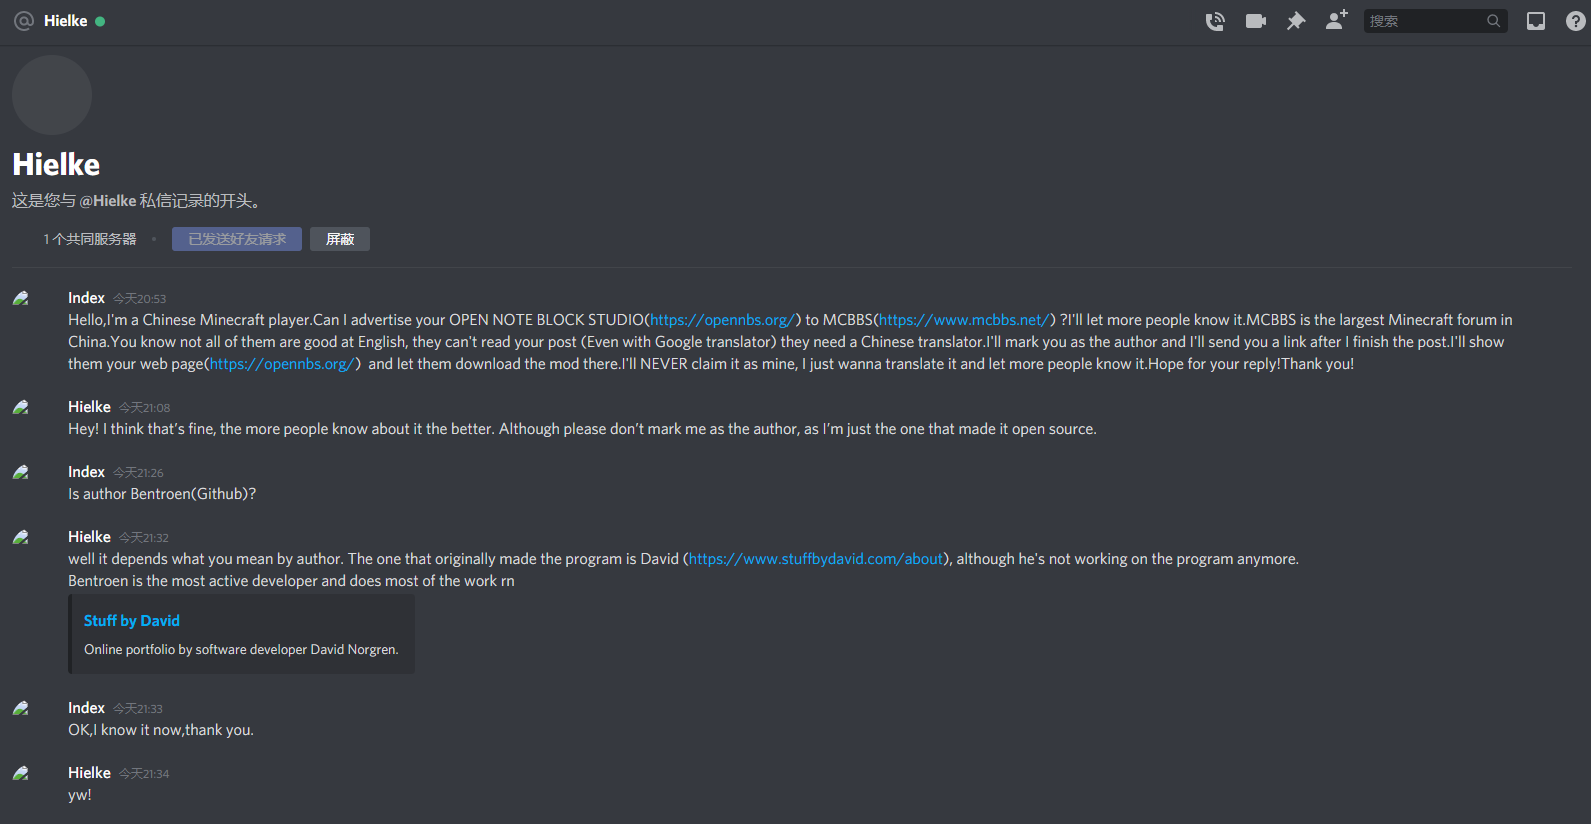 Hielke
搜索
Hielke
这是您与 @Hielke 私信记录的开头。
1 个共同服务器
已发送好友请求
屏蔽
Index 今天20:53
Hello,I'm a Chinese Minecraft player.Can I advertise your OPEN NOTE BLOCK STUDIO(https://opennbs.org/) to MCBBS(https://www.mcbbs.net/) ?I'll let more people know it.MCBBS is the largest Minecraft forum in
China.You know not all of them are good at English, they can't read your post (Even with Google translator) they need a Chinese translator.I'll mark you as the author and I'll send you a link after I finish the post.I'll show
them your web page(https://opennbs.org/) and let them download the mod there.I'll NEVER claim it as mine, I just wanna translate it and let more people know it.Hope for your reply!Thank you!
Hielke 今天21:08
Hey! I think that’s fine, the more people know about it the better. Although please don’t mark me as the author, as I’m just the one that made it open source.
Index 今天21:26
Is author Bentroen(Github)?
Hielke 今天21:32
well it depends what you mean by author. The one that originally made the program is David (https://www.stuffbydavid.com/about), although he's not working on the program anymore.
Bentroen is the most active developer and does most of the work rn
Stuff by David
Online portfolio by software developer David Norgren.
Index 今天21:33
OK,I know it now,thank you.
Hielke 今天21:34
yw!